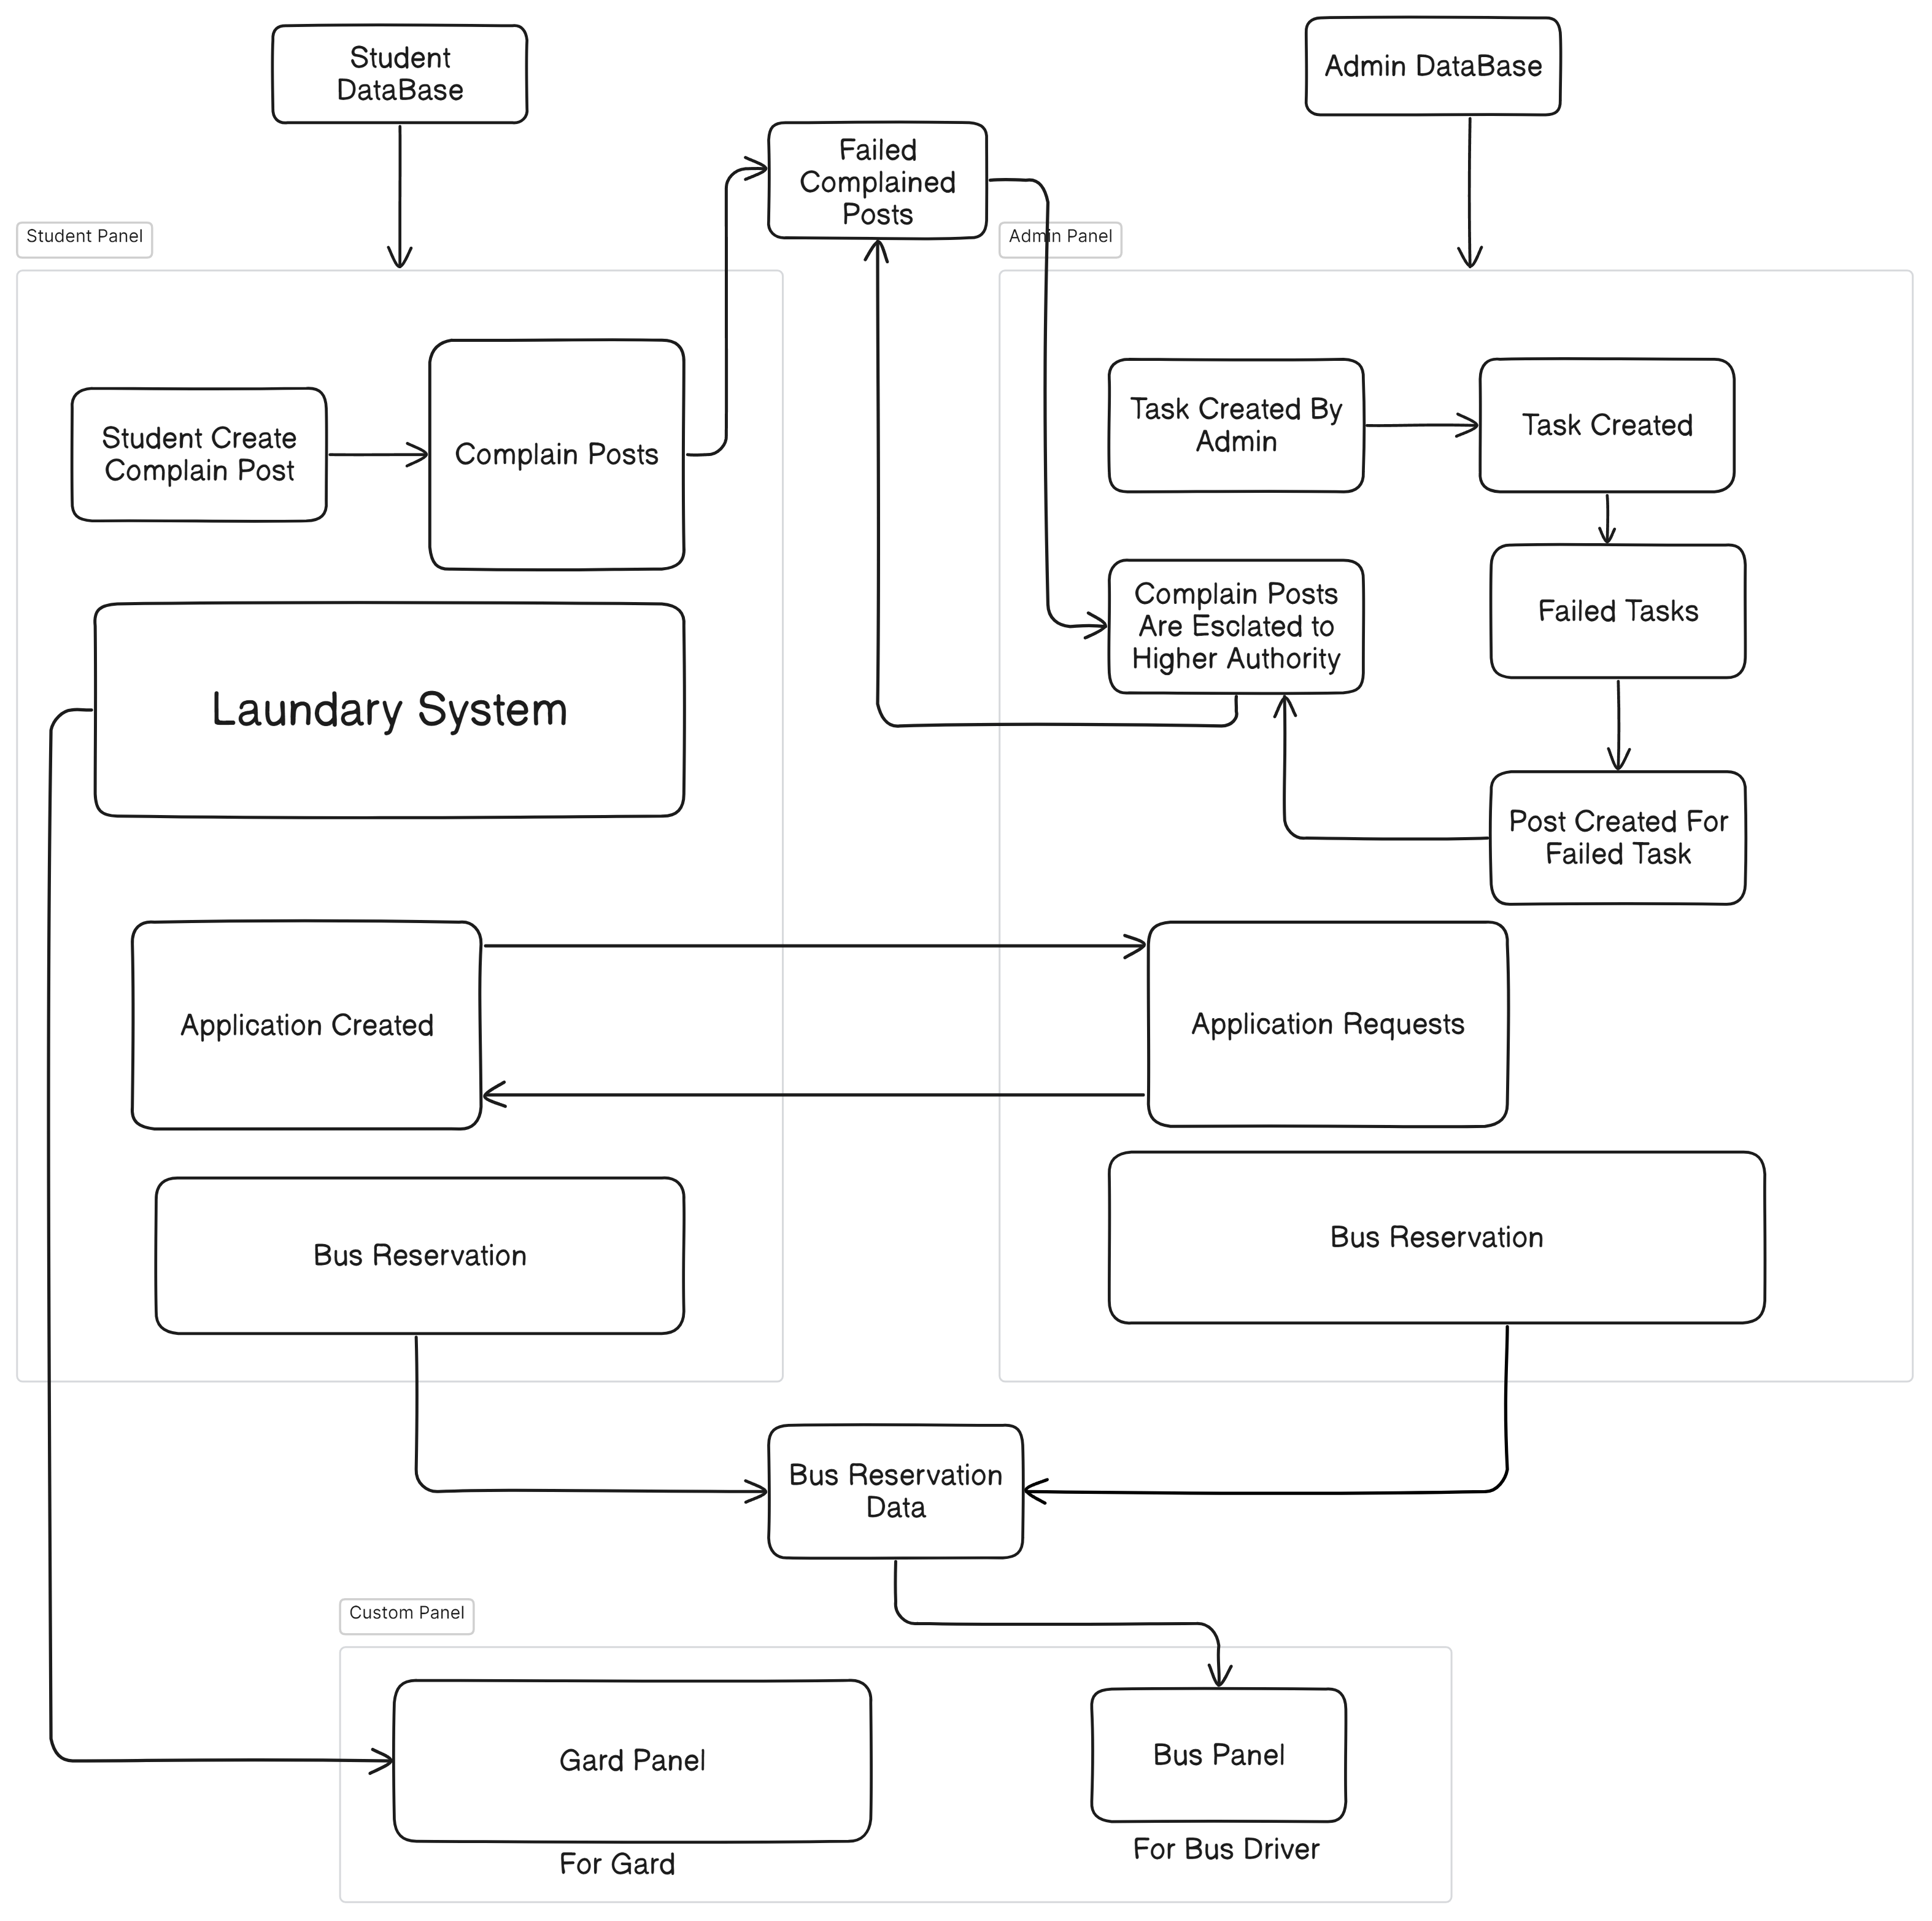 Student
DataBase
Admin DataBase
Failed
Complained
Posts
Student Panel
Admin Panel
Student Create
Complain Post
Complain Posts
Task Created By
Admin
Task Created
Complain Posts
Are Esclated to
Higher Authority
Failed Tasks
Laundary System
Post Created For
Failed Task
Application Created
Application Requests
Bus Reservation
Bus Reservation
Bus Reservation
Data
Custom Panel
Gard Panel
For Gard
Bus Panel
For Bus Driver